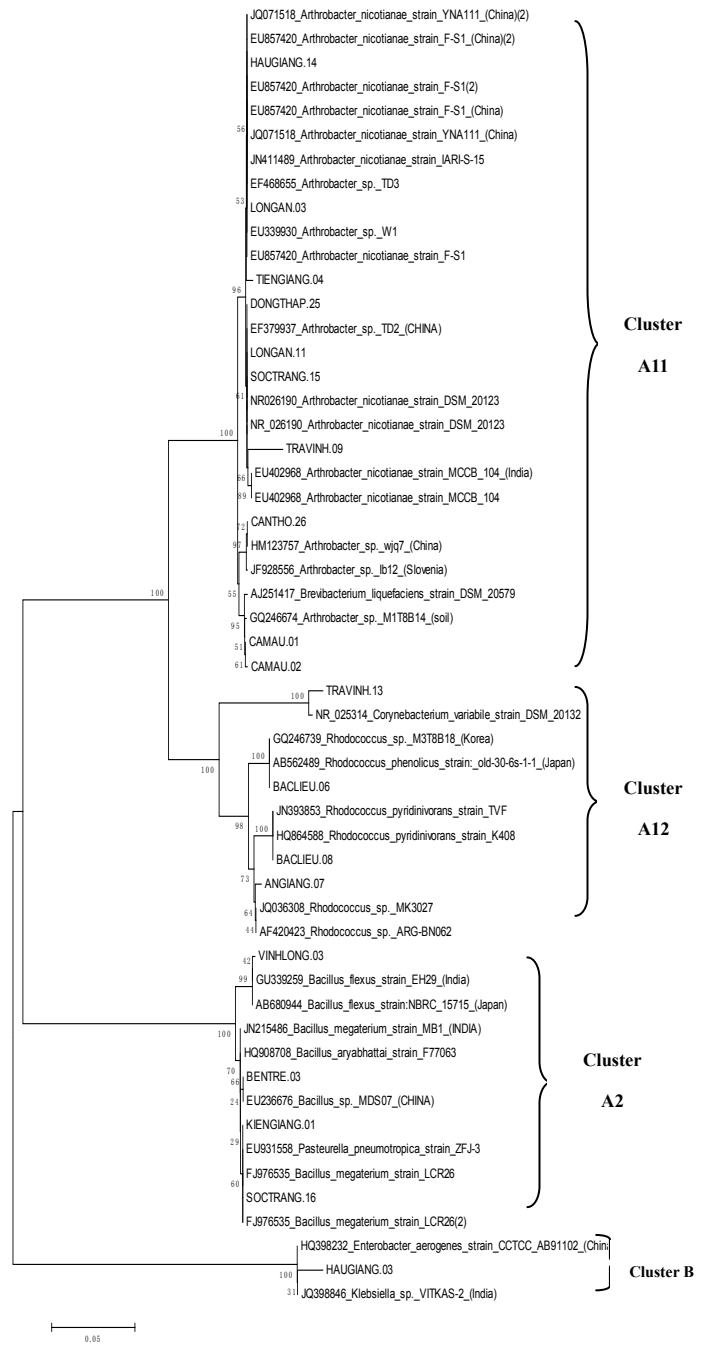 JQ071518_Arthrobacter_nicotianae_strain_YNA111_(China)(2)
EU857420_Arthrobacter_nicotianae_strain_F-S1_(China)(2)
HAUGIANG.14
EU857420_Arthrobacter_nicotianae_strain_F-S1(2)
EU857420_Arthrobacter_nicotianae_strain_F-S1_(China)
56
JQ071518_Arthrobacter_nicotianae_strain_YNA111_(China)
JN411489_Arthrobacter_nicotianae_strain_IARI-S-15
EF468655_Arthrobacter_sp._TD3
53
LONGAN.03
EU339930_Arthrobacter_sp._W1
EU857420_Arthrobacter_nicotianae_strain_F-S1
TIENGIANG.04
96
DONGTHAP.25
EF379937_Arthrobacter_sp._TD2_(CHINA)
Cluster
A11
LONGAN.11
SOCTRANG.15
61
NR026190_Arthrobacter_nicotianae_strain_DSM_20123
NR_026190_Arthrobacter_nicotianae_strain_DSM_20123
100
TRAVINH.09
66
EU402968_Arthrobacter_nicotianae_strain_MCCB_104_(India)
89
EU402968_Arthrobacter_nicotianae_strain_MCCB_104
72
CANTHO.26
97
HM123757_Arthrobacter_sp._wjq7_(China)
JF928556_Arthrobacter_sp._Ib12_(Slovenia)
100
55
AJ251417_Brevibacterium_liquefaciens_strain_DSM_20579
GQ246674_Arthrobacter_sp._M1T8B14_(soil)
95
CAMAU.01
51
61
CAMAU.02
100
TRAVINH.13
NR_025314_Corynebacterium_variabile_strain_DSM_20132
GQ246739_Rhodococcus_sp._M3T8B18_(Korea)
100
AB562489_Rhodococcus_phenolicus_strain:_old-30-6s-1-1_(Japan)
100
BACLIEU.06
Cluster
A12
JN393853_Rhodococcus_pyridinivorans_strain_TVF
98
100
HQ864588_Rhodococcus_pyridinivorans_strain_K408
BACLIEU.08
73
ANGIANG.07
64
JQ036308_Rhodococcus_sp._MK3027
44
AF420423_Rhodococcus_sp._ARG-BN062
42
VINHLONG.03
99
GU339259_Bacillus_flexus_strain_EH29_(India)
AB680944_Bacillus_flexus_strain:NBRC_15715_(Japan)
100
JN215486_Bacillus_megaterium_strain_MB1_(INDIA)
HQ908708_Bacillus_aryabhattai_strain_F77063
70
66
BENTRE.03
24
EU236676_Bacillus_sp._MDS07_(CHINA)
Cluster
A2
KIENGIANG.01
29
EU931558_Pasteurella_pneumotropica_strain_ZFJ-3
FJ976535_Bacillus_megaterium_strain_LCR26
60
SOCTRANG.16
FJ976535_Bacillus_megaterium_strain_LCR26(2)
HQ398232_Enterobacter_aerogenes_strain_CCTCC_AB91102_(China
100
HAUGIANG.03
Cluster B
31
JQ398846_Klebsiella_sp._VITKAS-2_(India)
0.05